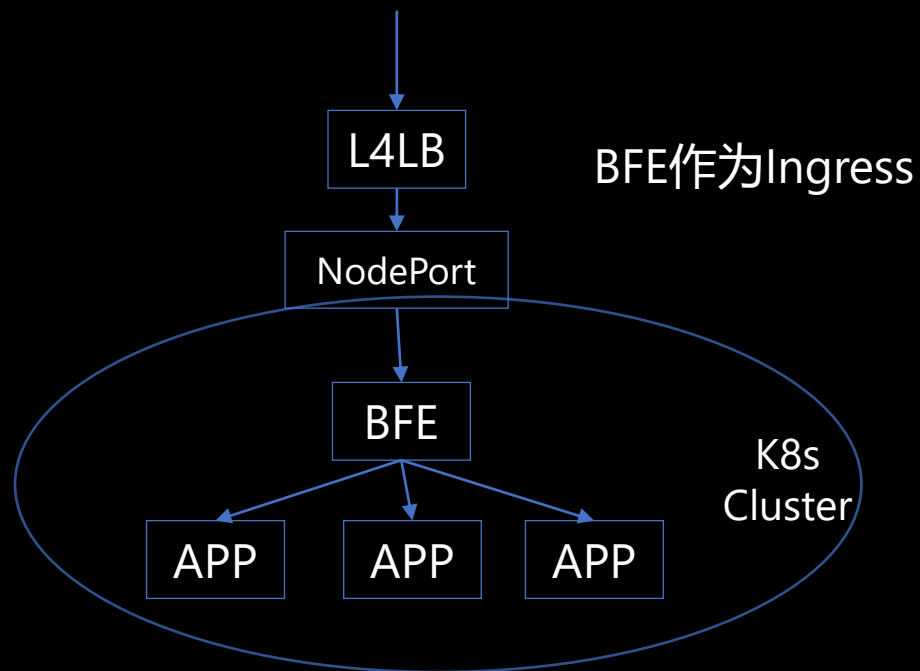 L4LB
BFE作为Ingress
NodePort
BFE
K8s
Cluster
APP
APP
APP